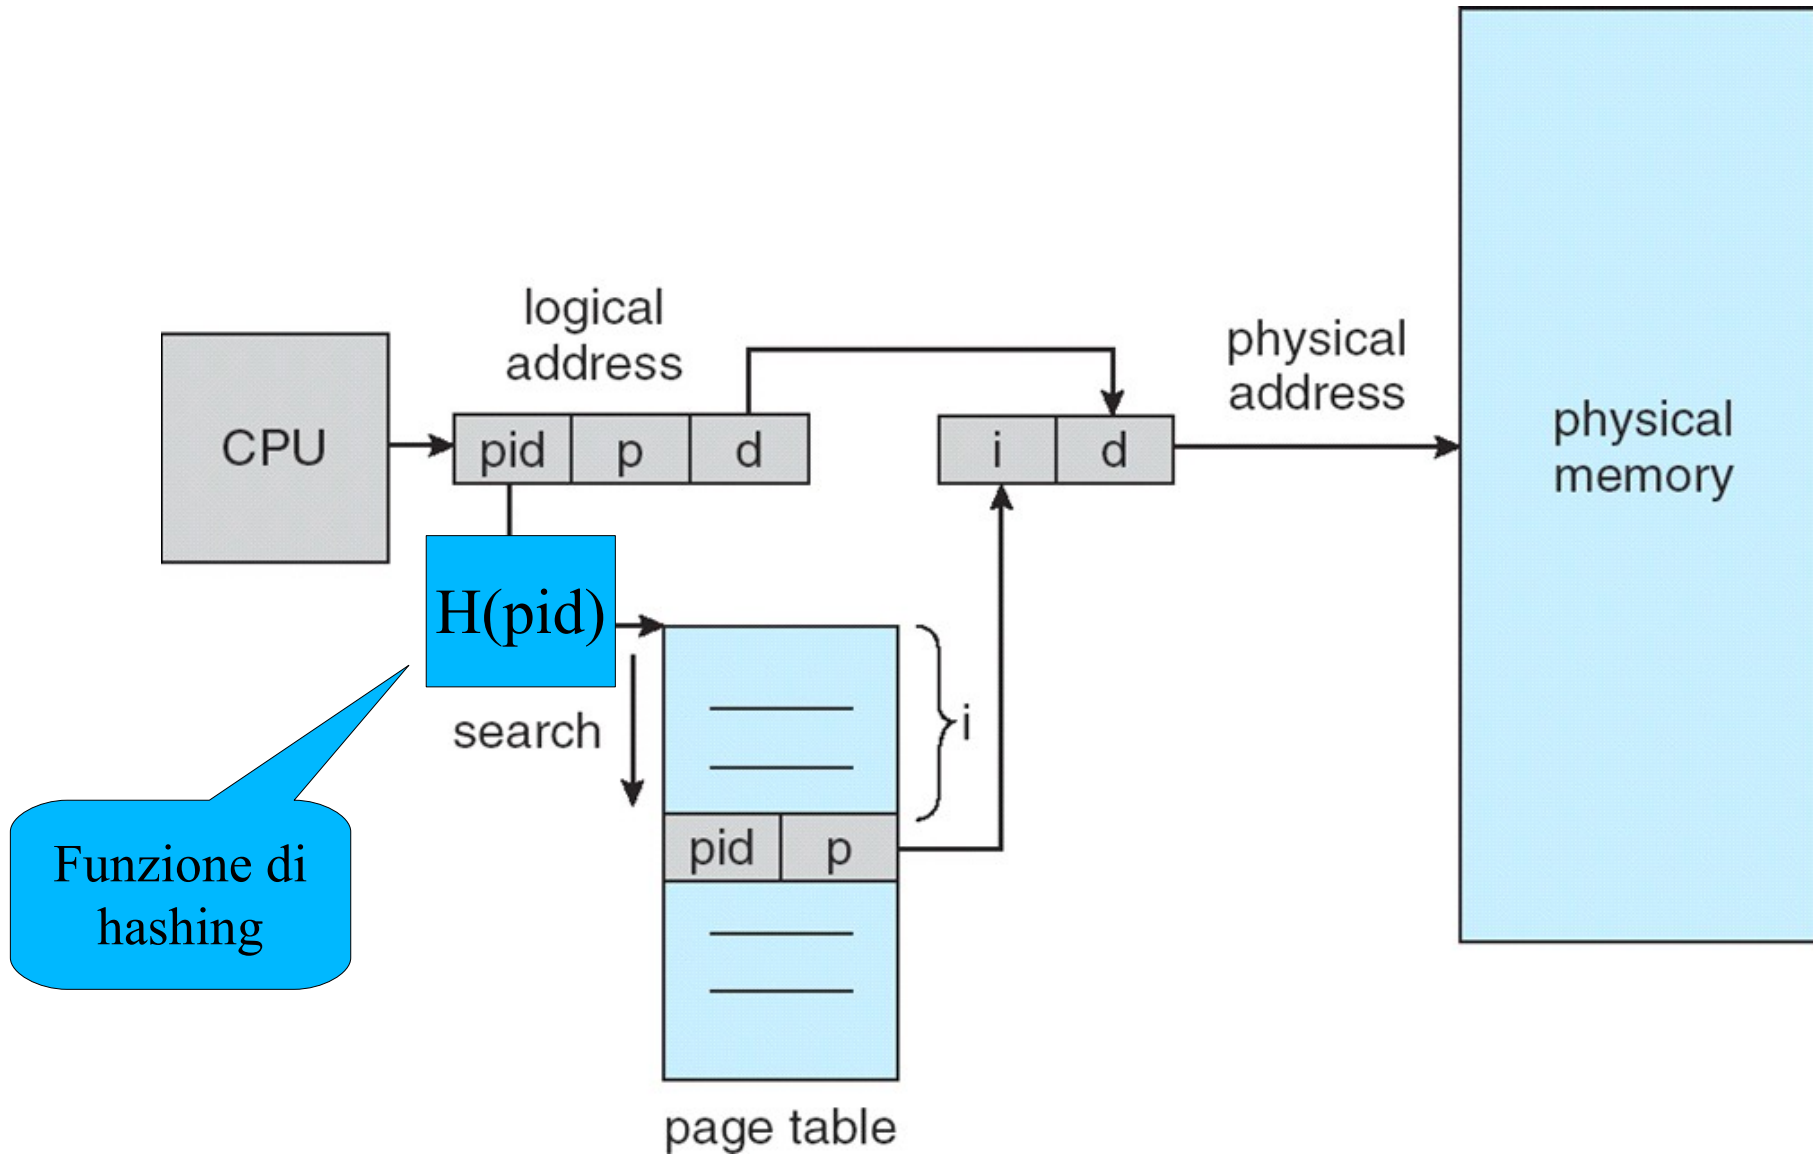 logical
address
physical
address
CPU
pid p d
i d
physical
memory
H(pid)
search
i
pid p
Funzione di
hashing
page table